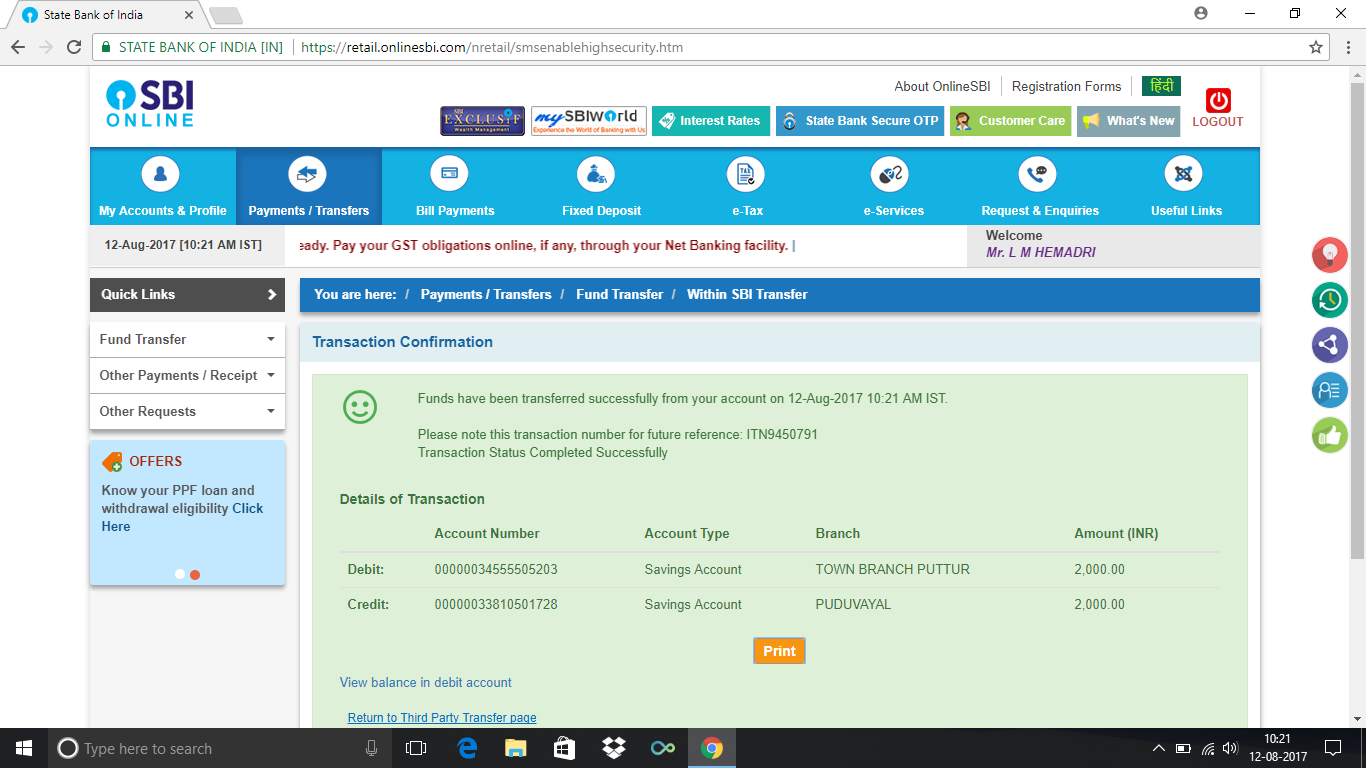 State Bank of India
STATE BANK OF INDIA [IN] https://retail.onlinesbi.com/nretail/smsenablehighsecurity.htm
About OnlineSBI Registration Forms हिंदी
SBI
ONLINE
SBI
EXCLUSIF
Wealth Management
my SBIWorld
Experience the World of Banking with Us
Interest Rates
State Bank Secure OTP
Customer Care
What's New
LOGOUT
My Accounts & Profile Payments / Transfers Bill Payments Fixed Deposit e-Tax e-Services Request & Enquiries Useful Links
TAX
12-Aug-2017 [10:21 AM IST]
eady. Pay your GST obligations online, if any, through your Net Banking facility. |
Welcome
Mr. L M HEMADRI
Quick Links
Fund Transfer
Other Payments / Receipt
Other Requests
OFFERS
Know your PPF loan and
withdrawal eligibility Click
Here
You are here: / Payments / Transfers / Fund Transfer / Within SBI Transfer
Transaction Confirmation
Funds have been transferred successfully from your account on 12-Aug-2017 10:21 AM IST.
Please note this transaction number for future reference: ITN9450791
Transaction Status Completed Successfully
Details of Transaction
Account Number Account Type Branch Amount (INR)
Debit: 00000034555505203 Savings Account TOWN BRANCH PUTTUR 2,000.00
Credit: 00000033810501728 Savings Account PUDUVAYAL 2,000.00
Print
View balance in debit account
Return to Third Party Transfer page
Type here to search
10:21
12-08-2017